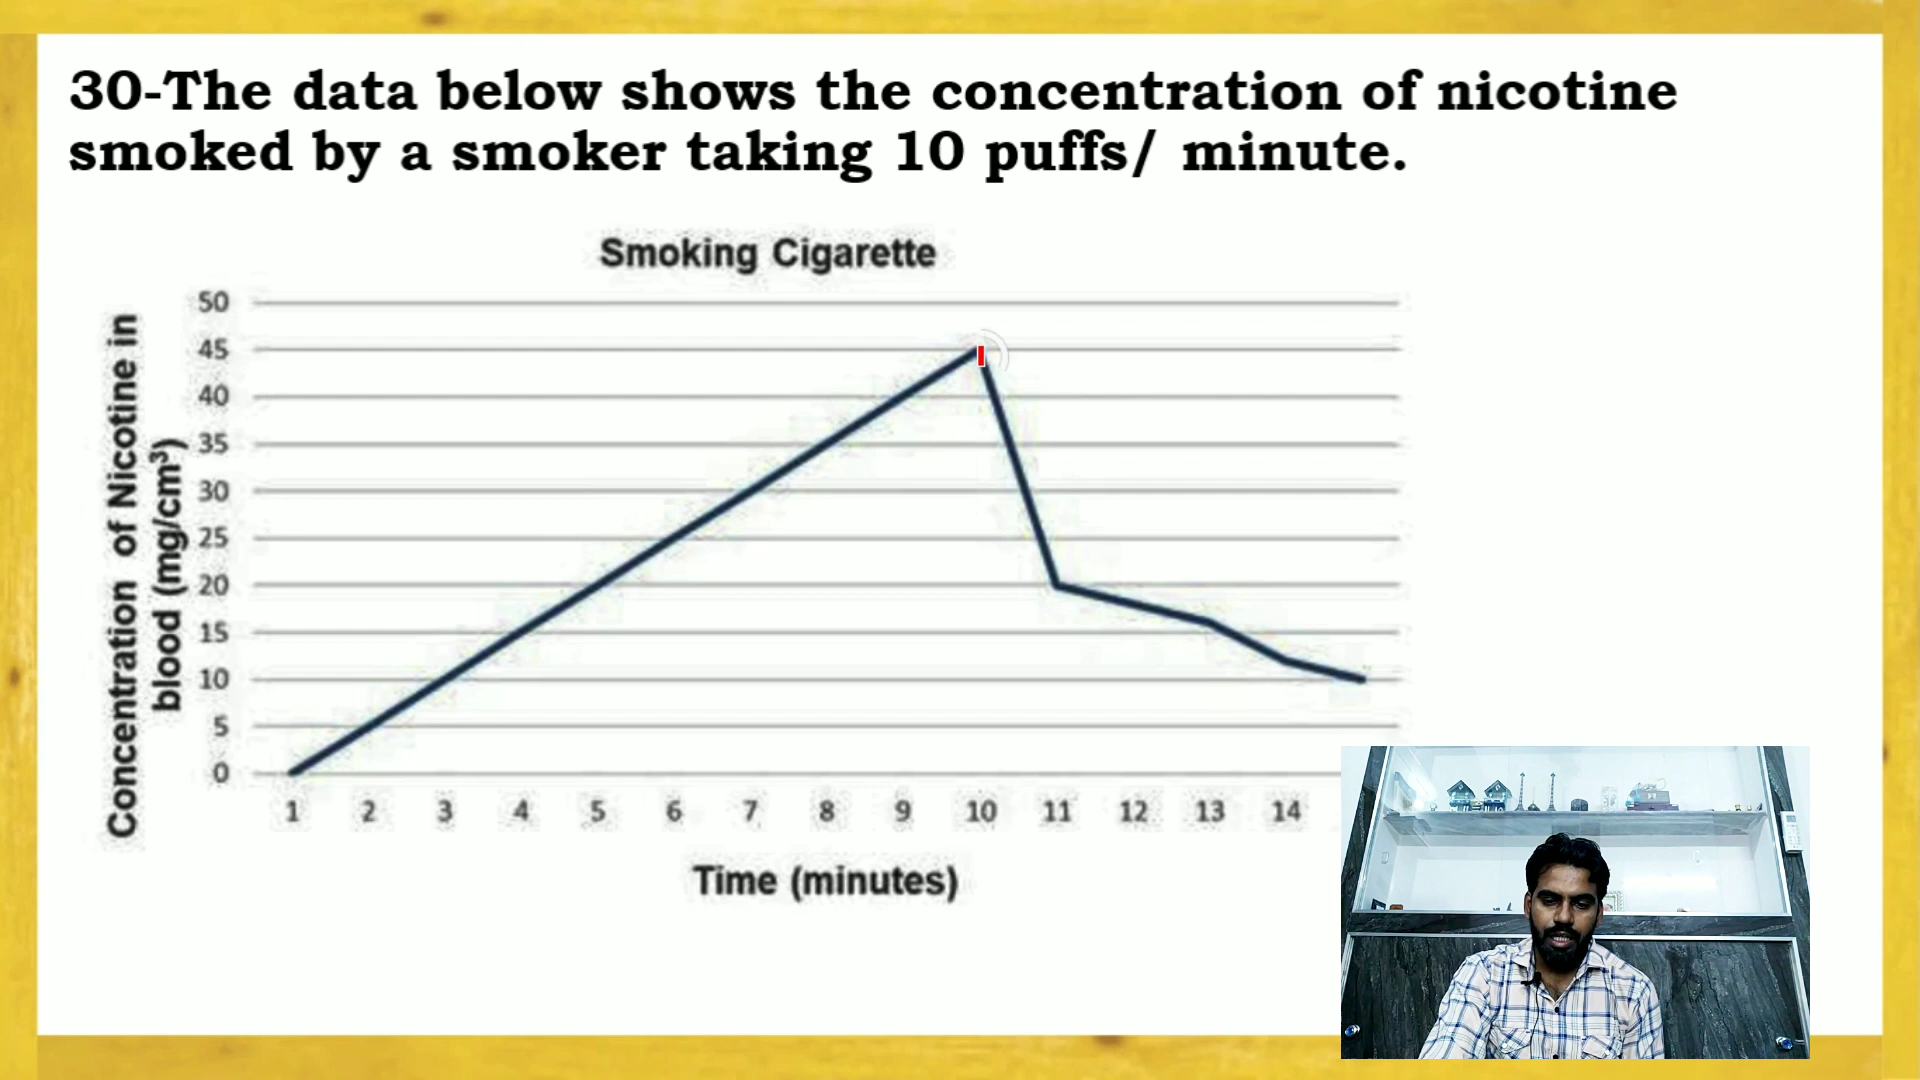 30-The data below shows the concentration of nicotine
smoked by a smoker taking 10 puffs/ minute.
Smoking Cigarette
Concentration of Nicotine in
blood (mg/cm³)
50
45
40
35
30
25
20
15
10
5
0
1 2 3 4 5 6 7 8 9 10 11 12 13 14
Time (minutes)